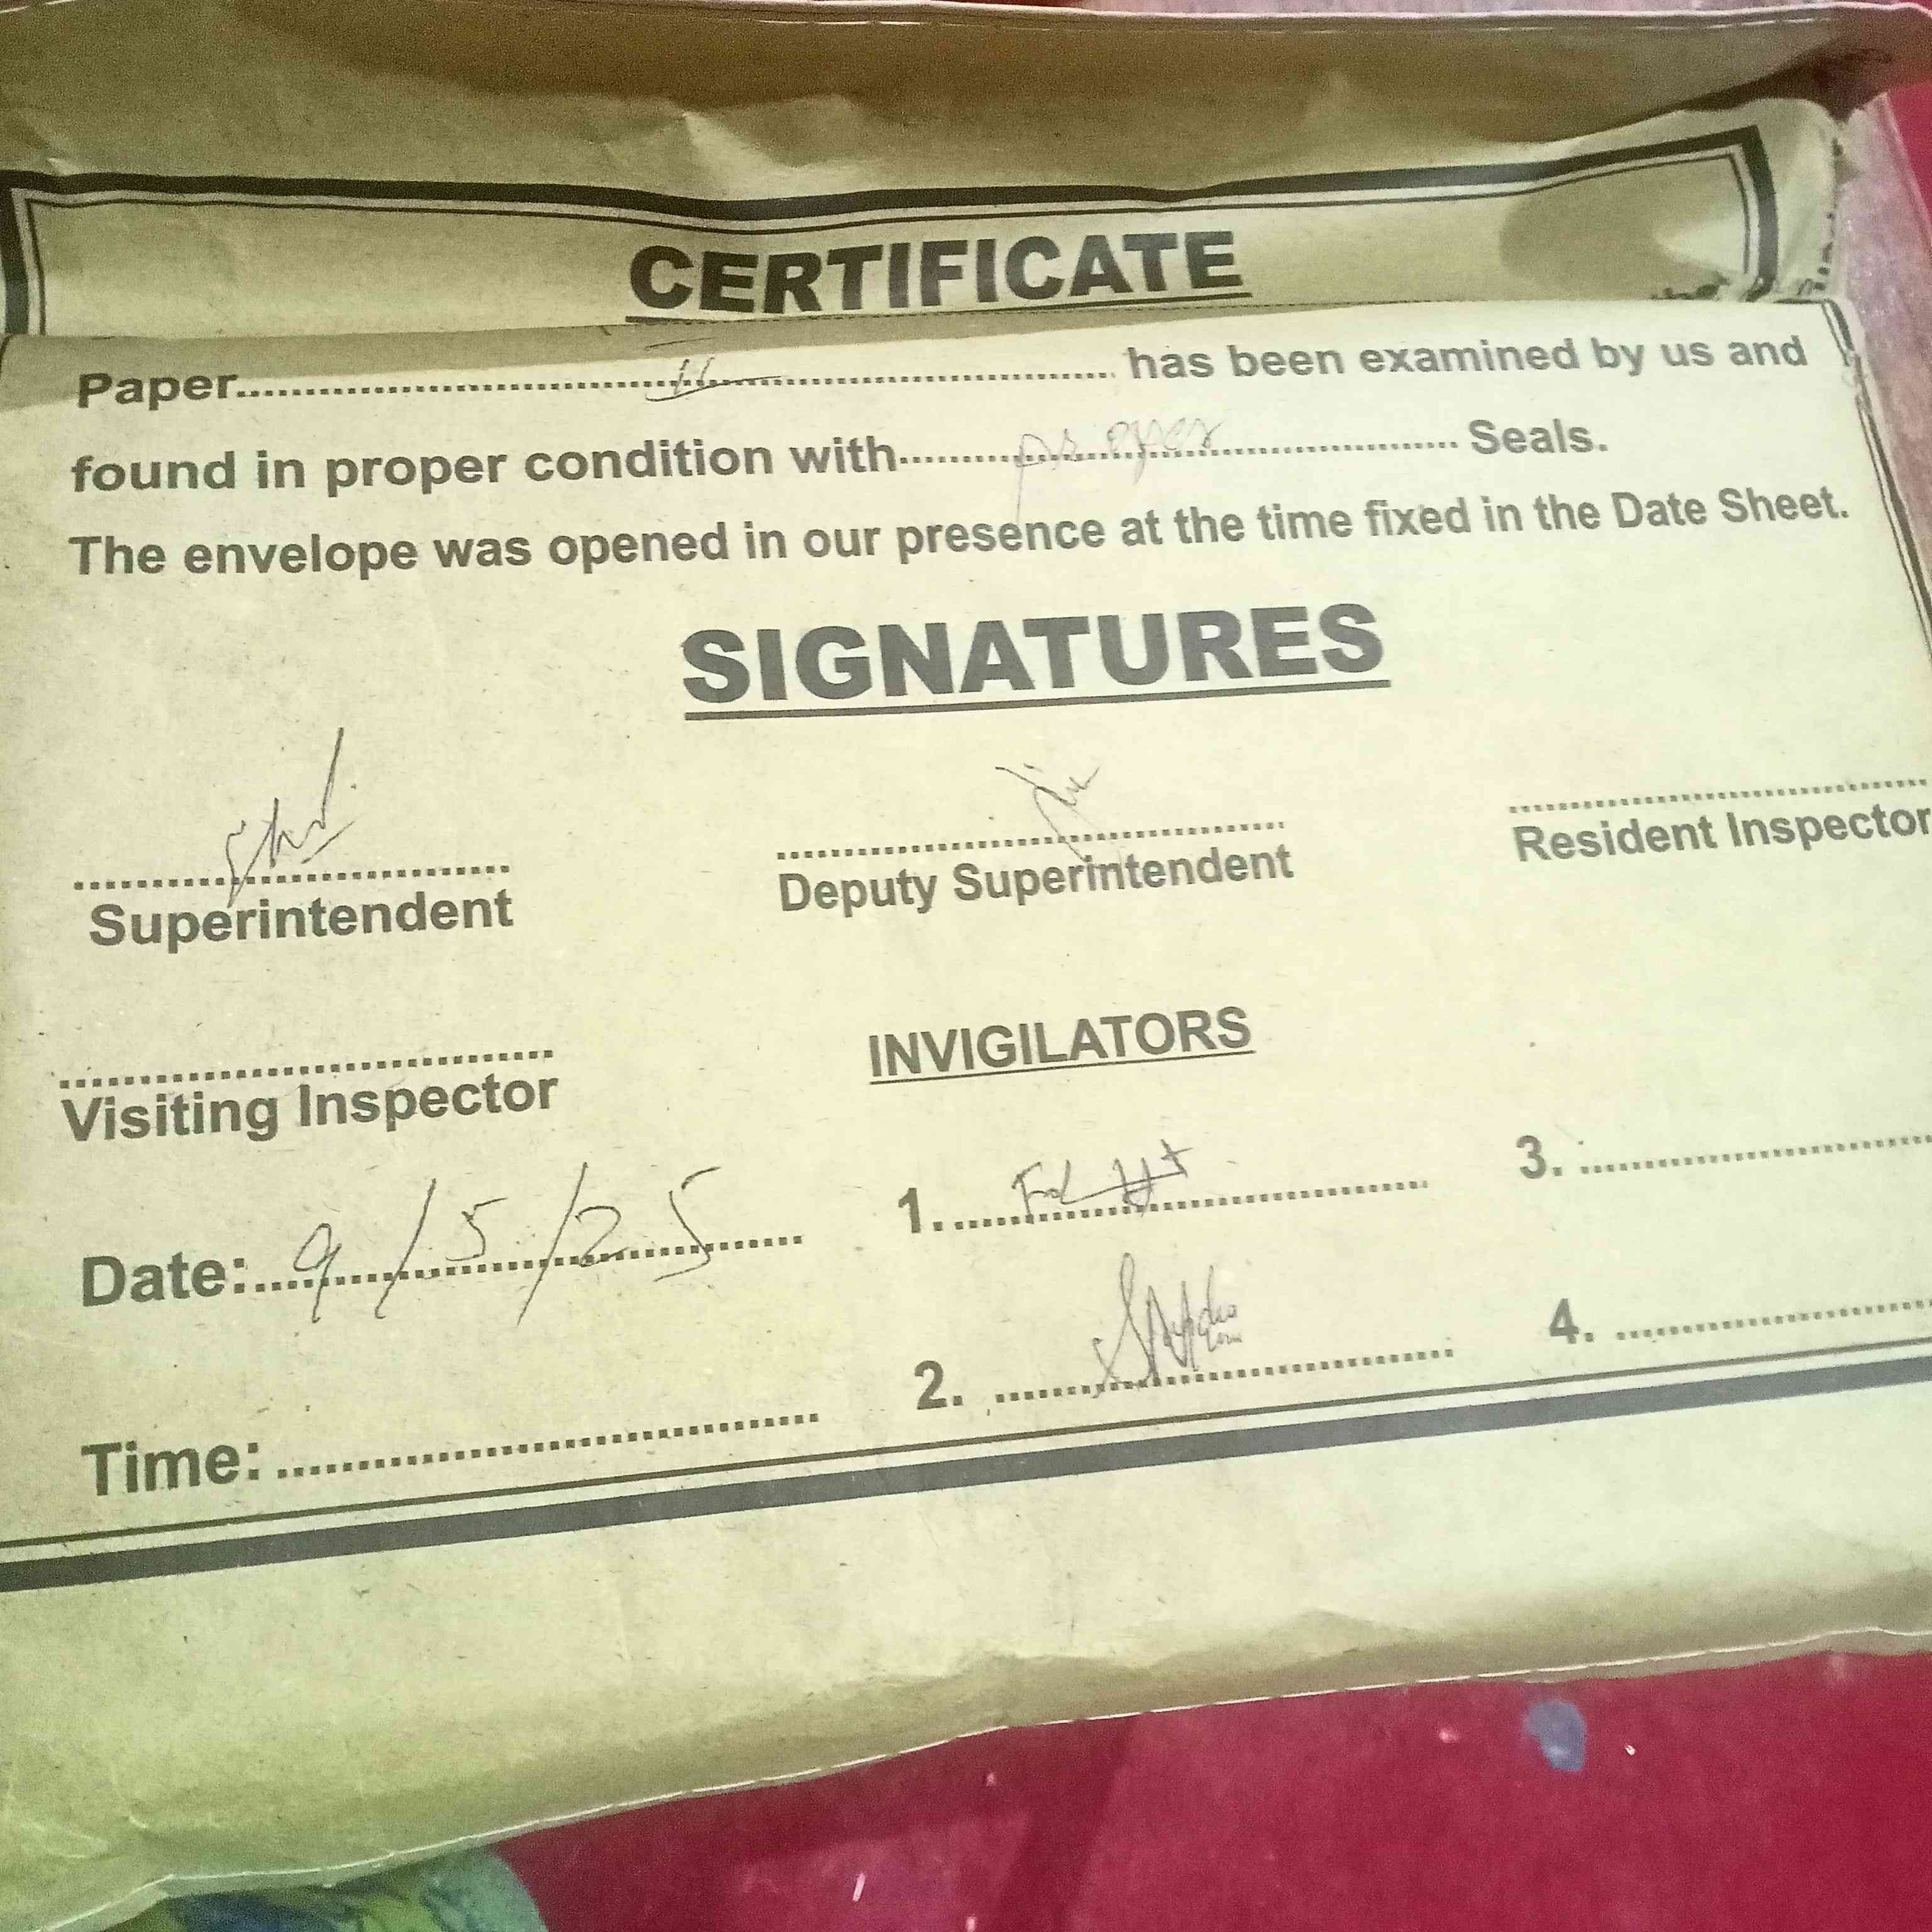 CERTIFICATE
Paper.......... II .......... has been examined by us and
found in proper condition with.......... proper .......... Seals.
The envelope was opened in our presence at the time fixed in the Date Sheet.
SIGNATURES
Superintendent
Deputy Superintendent
Resident Inspector
Visiting Inspector
INVIGILATORS
Date: 9/5/25
1.
3.
2.
4.
Time: